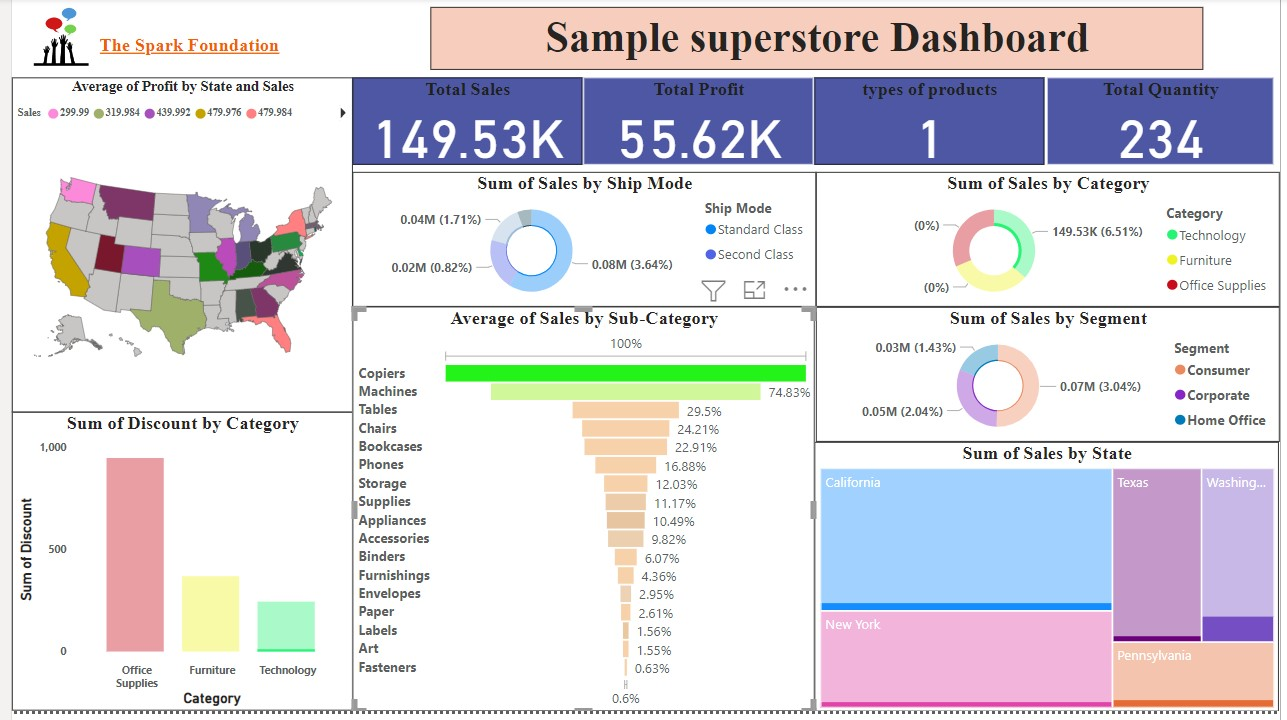 The Spark Foundation
Sample superstore Dashboard
Average of Profit by State and Sales
Sales 299.99 319.984 439.992 479.976 479.984
Total Sales
149.53K
Total Profit
55.62K
types of products
1
Total Quantity
234
Sum of Sales by Ship Mode
0.04M (1.71%)
0.02M (0.82%)
0.08M (3.64%)
Ship Mode
Standard Class
Second Class
Sum of Sales by Category
(0%)
(0%)
149.53K (6.51%)
Category
Technology
Furniture
Office Supplies
Average of Sales by Sub-Category
100%
Copiers
Machines 74.83%
Tables 29.5%
Chairs 24.21%
Bookcases 22.91%
Phones 16.88%
Storage 12.03%
Supplies 11.17%
Appliances 10.49%
Accessories 9.82%
Binders 6.07%
Furnishings 4.36%
Envelopes 2.95%
Paper 2.61%
Labels 1.56%
Art 1.55%
Fasteners 0.63%
0.6%
Sum of Sales by Segment
0.03M (1.43%)
0.05M (2.04%)
0.07M (3.04%)
Segment
Consumer
Corporate
Home Office
Sum of Discount by Category
Sum of Discount
1,000
500
0
Office
Supplies
Furniture
Technology
Category
Sum of Sales by State
California
New York
Texas
Washing...
Pennsylvania